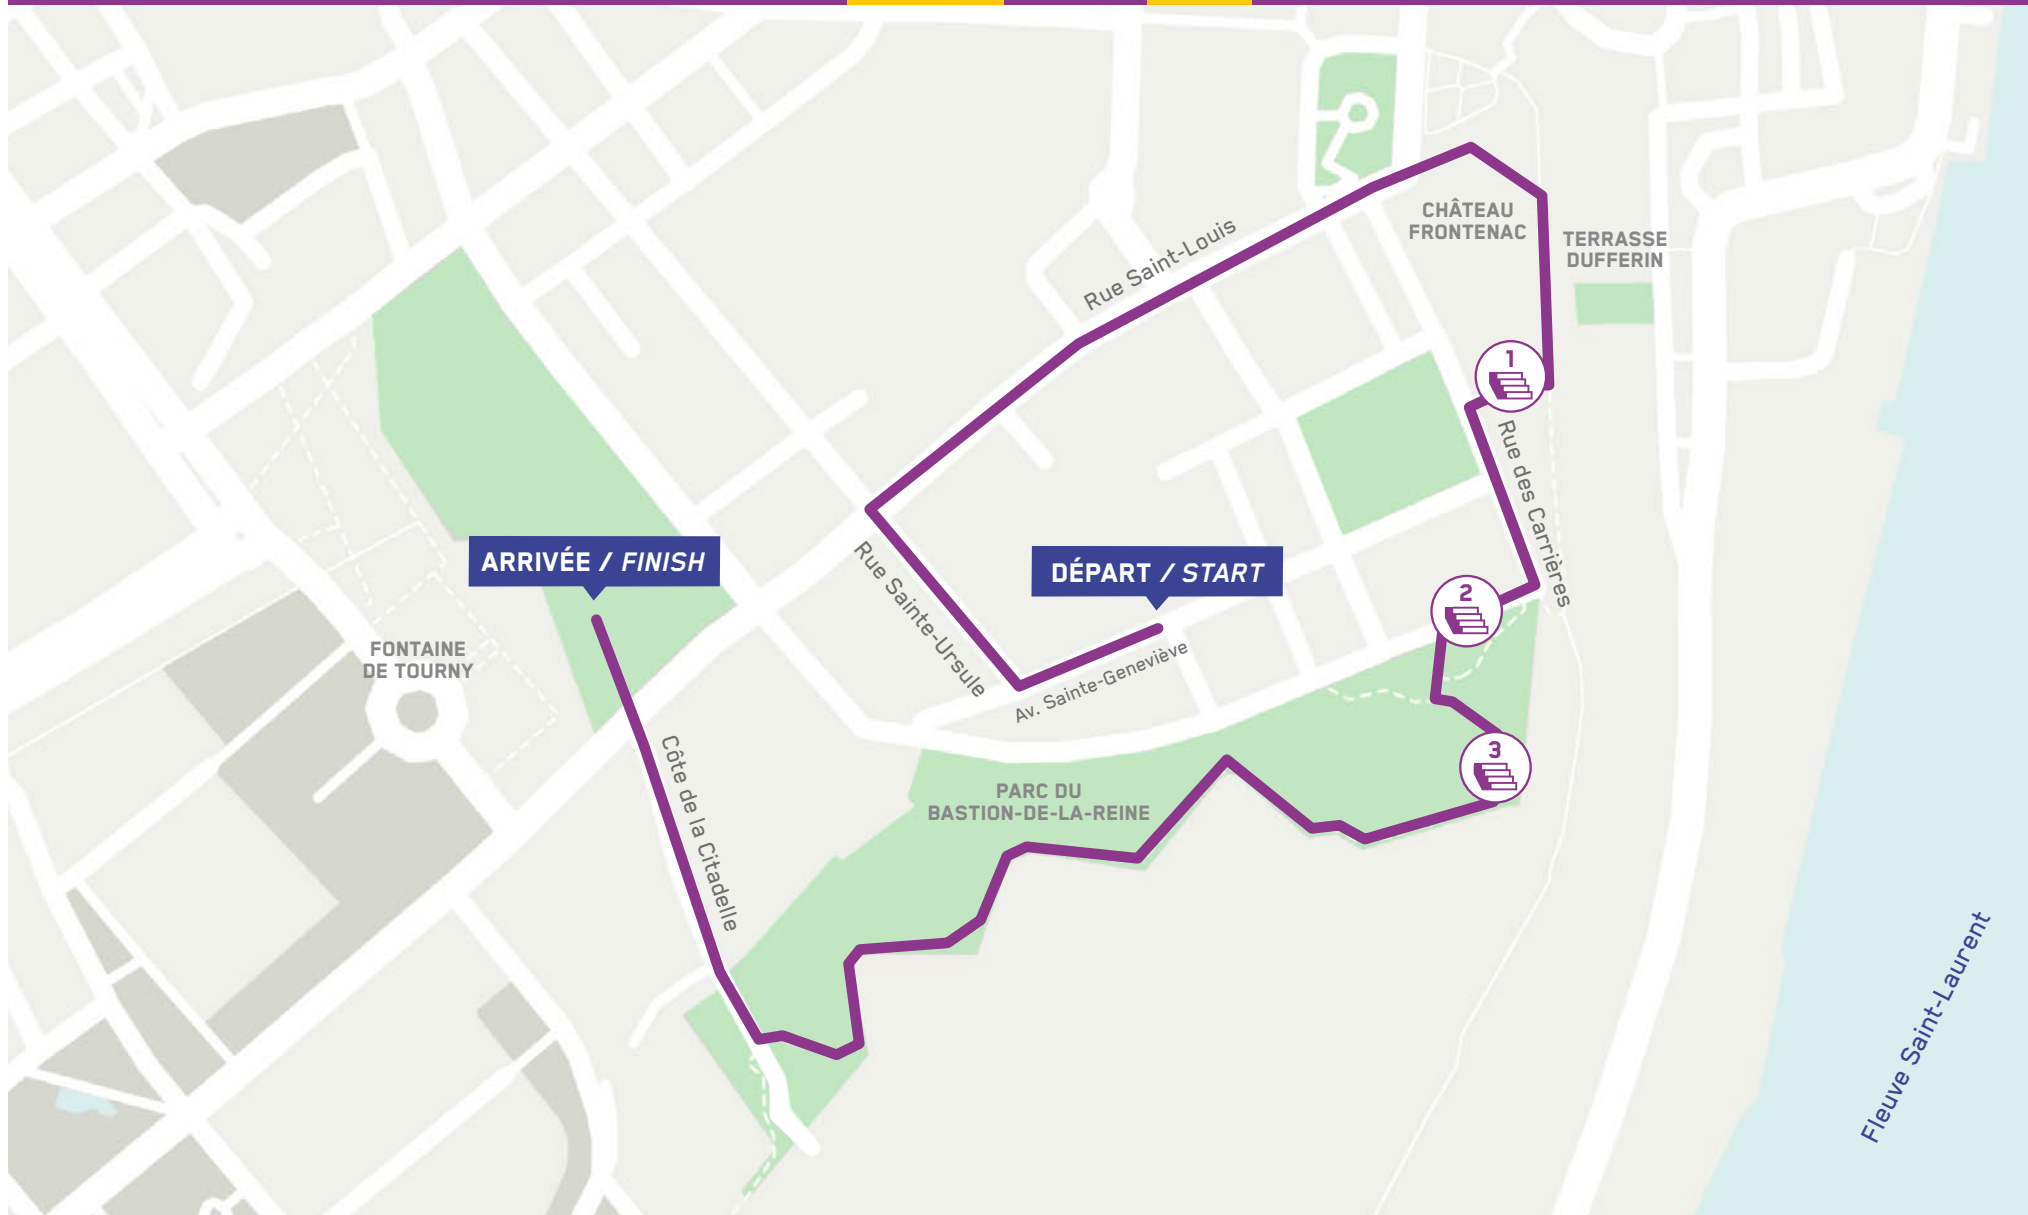 Rue Saint-Louis
CHÂTEAU
FRONTENAC
TERRASSE
DUFFERIN
1
Rue des Carrières
ARRIVÉE / FINISH
DÉPART / START
Rue Sainte-Ursule
2
Av. Sainte-Geneviève
FONTAINE
DE TOURNY
3
Côte de la Citadelle
PARC DU
BASTION-DE-LA-REINE
Fleuve Saint-Laurent